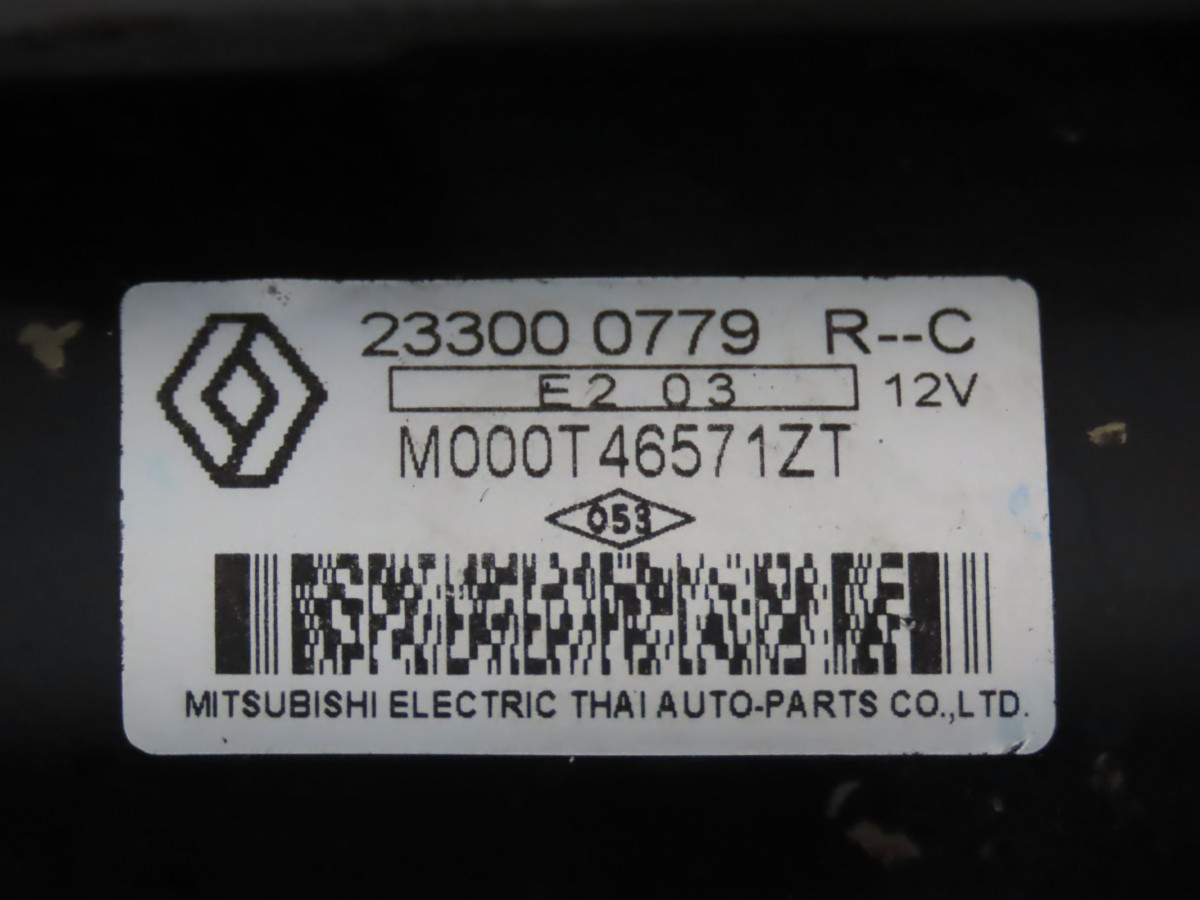 23300 0779 R--C
E2 03 12V
M000T46571ZT
053
MITSUBISHI ELECTRIC THAI AUTO-PARTS CO.,LTD.